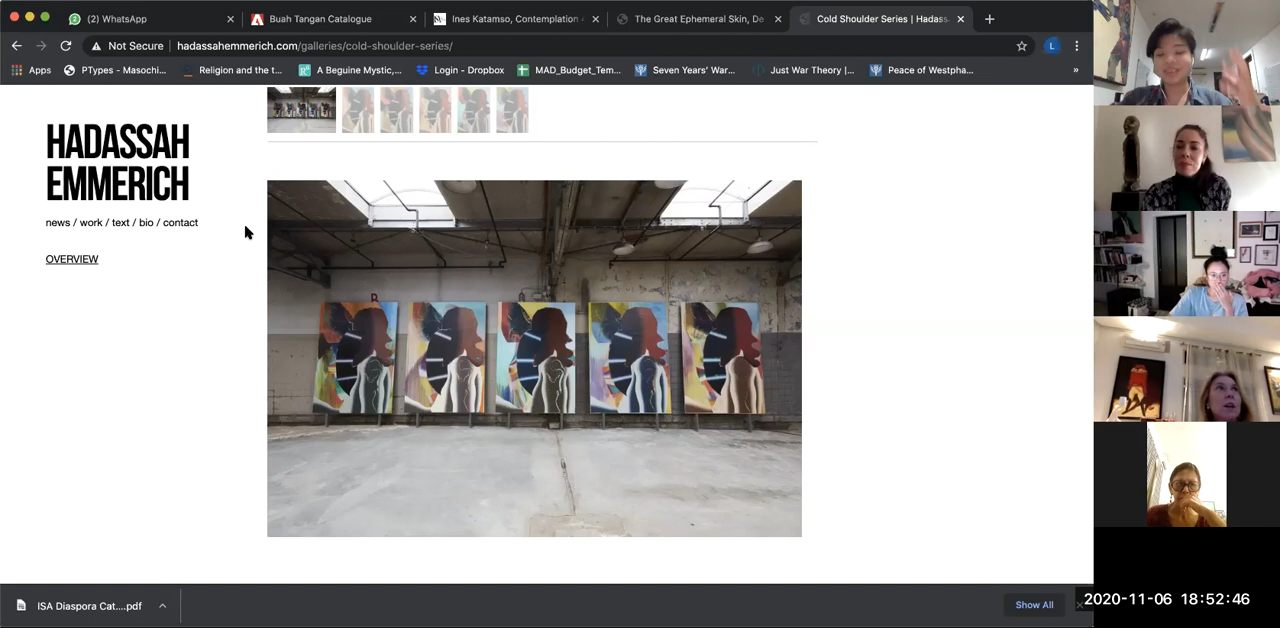 (2) WhatsApp
Buah Tangan Catalogue
Ines Katamso, Contemplation
The Great Ephemeral Skin, De
Cold Shoulder Series | Hadass
Not Secure | hadassahemmerich.com/galleries/cold-shoulder-series/
L
Apps
PTypes - Masochi...
Religion and the t...
A Beguine Mystic,...
Login - Dropbox
MAD_Budget_Tem...
Seven Years' War...
Just War Theory |...
Peace of Westpha...
»
HADASSAH
EMMERICH
news / work / text / bio / contact
OVERVIEW
ISA Diaspora Cat....pdf
Show All
2020-11-06 18:52:46